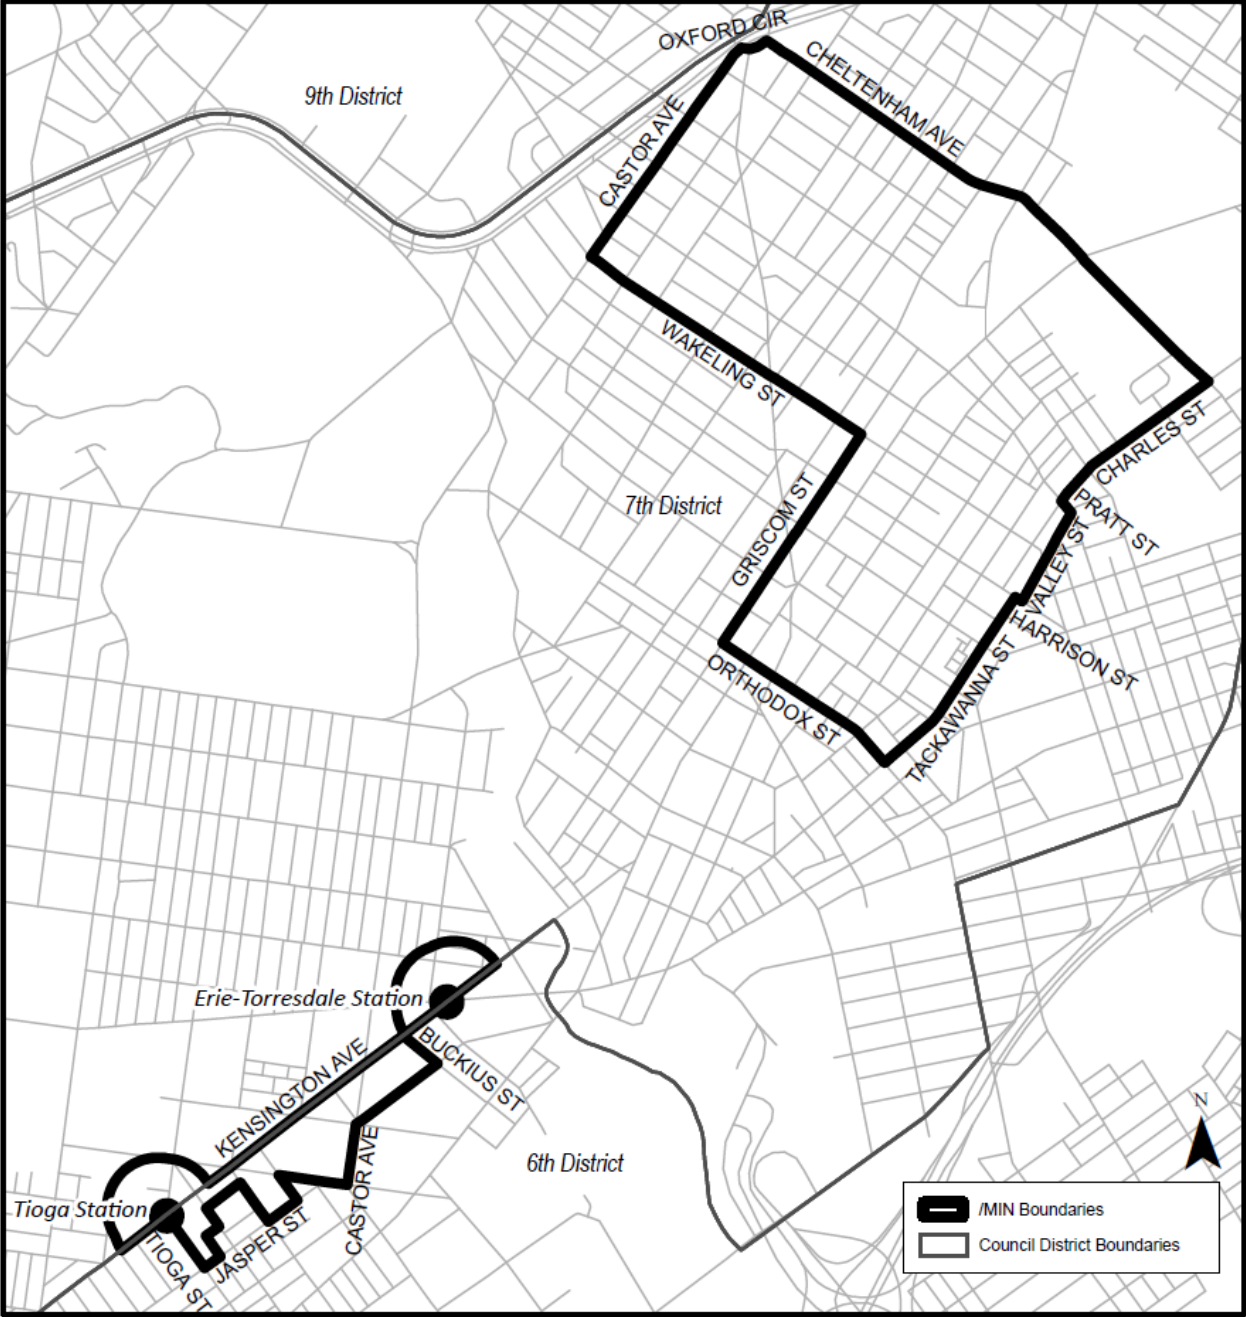 OXFORD CIR
CHELTENHAM AVE
9th District
CASTOR AVE
WAKELING ST
CHARLES ST
PRATT ST
7th District
GRISCOM ST
VALLEY ST
HARRISON ST
ORTHODOX ST
TACKAWANNA ST
Erie-Torresdale Station
BUCKIUS ST
KENSINGTON AVE
N
CASTOR AVE
6th District
Tioga Station
JASPER ST
TIOGA ST
/MIN Boundaries
Council District Boundaries